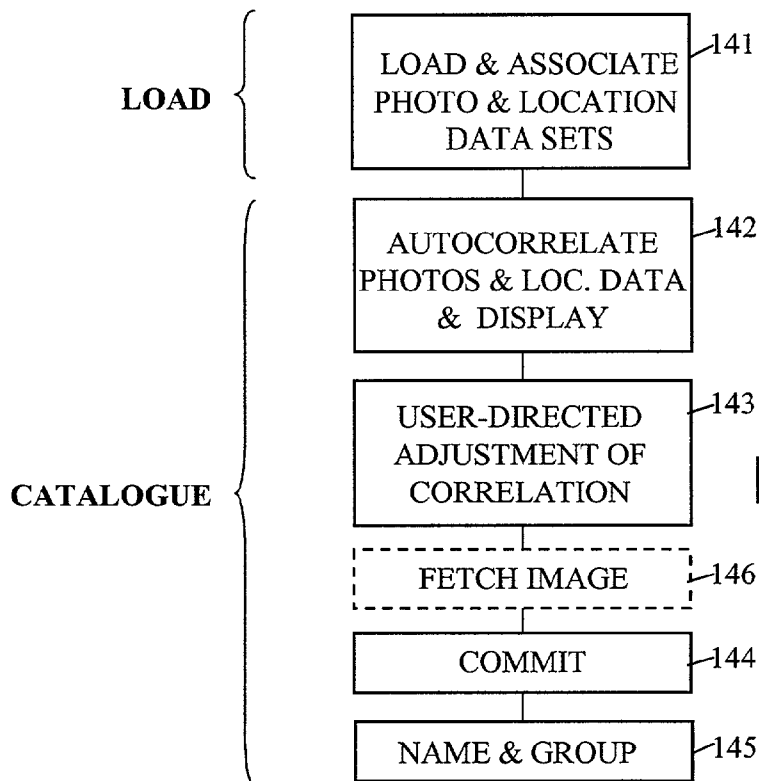 LOAD
LOAD & ASSOCIATE
PHOTO & LOCATION
DATA SETS
141
AUTOCORRELATE
PHOTOS & LOC. DATA
& DISPLAY
142
CATALOGUE
USER-DIRECTED
ADJUSTMENT OF
CORRELATION
143
FETCH IMAGE
146
COMMIT
144
NAME & GROUP
145